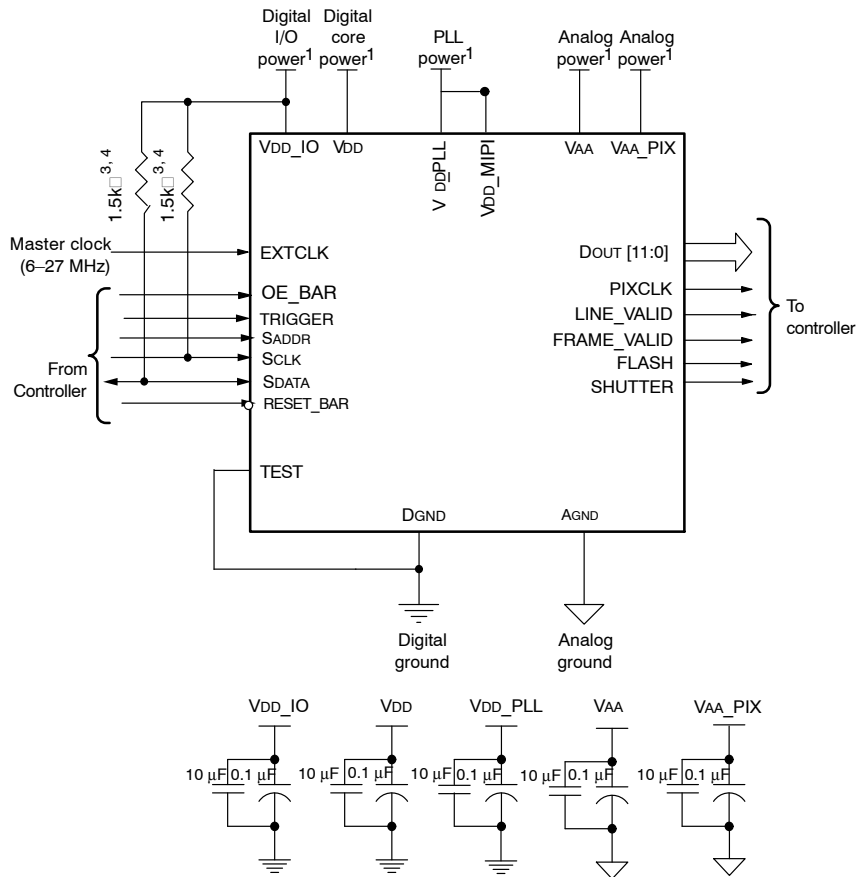 Digital I/O power1
Digital core power1
PLL power1
Analog power1
Analog power1
VDD_IO
VDD
VDD_PLL
VDD_MIPI
VAA
VAA_PIX
1.5k□3, 4
1.5k□3, 4
Master clock
(6–27 MHz)
EXTCLK
OE_BAR
TRIGGER
SADDR
SCLK
SDATA
RESET_BAR
From
Controller
TEST
DOUT [11:0]
PIXCLK
LINE_VALID
FRAME_VALID
FLASH
SHUTTER
To
controller
DGND
AGND
Digital
ground
Analog
ground
VDD_IO
VDD
VDD_PLL
VAA
VAA_PIX
10 μF 0.1 μF
10 μF 0.1 μF
10 μF 0.1 μF
10 μF 0.1 μF
10 μF 0.1 μF